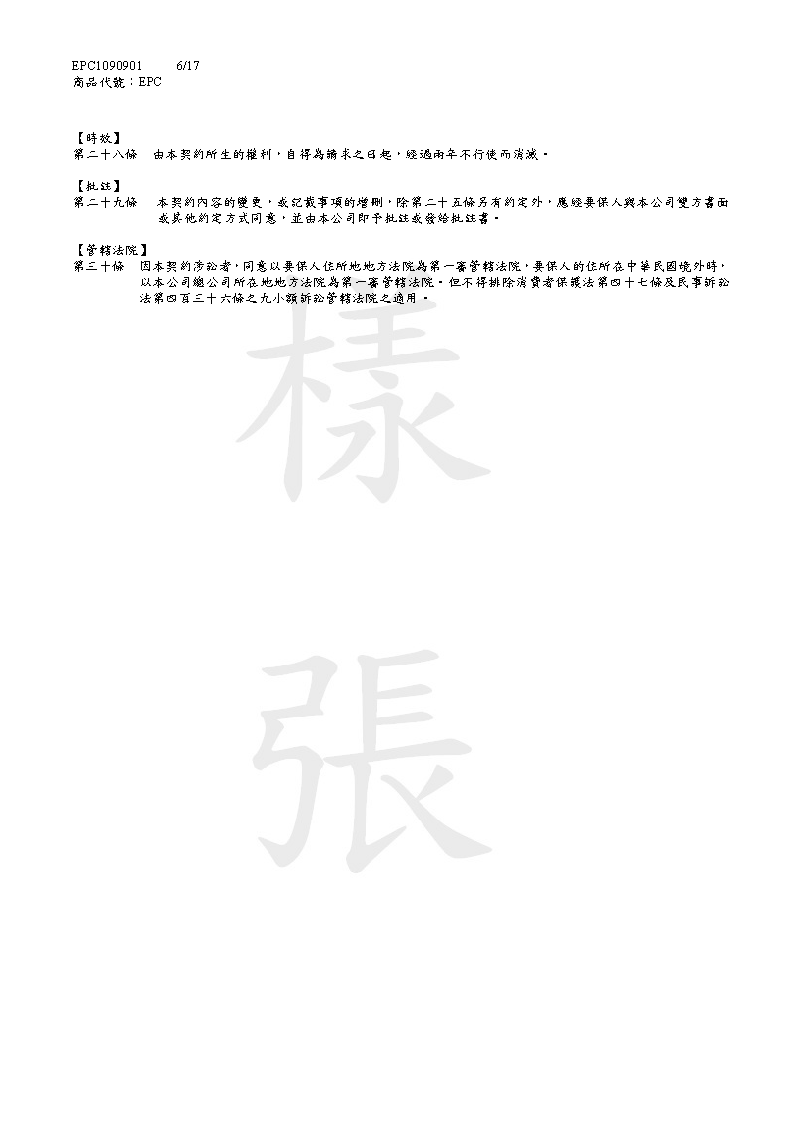 EPC1090901 6/17
商品代號：EPC
【時效】
第二十八條 由本契約所生的權利，自得為請求之日起，經過兩年不行使而消滅。
【批註】
第二十九條 本契約內容的變更，或記載事項的增刪，除第二十五條另有約定外，應經要保人與本公司雙方書面
或其他約定方式同意，並由本公司即予批註或發給批註書。
【管轄法院】
第三十條 因本契約涉訟者，同意以要保人住所地地方法院為第一審管轄法院，要保人的住所在中華民國境外時，
以本公司總公司所在地地方法院為第一審管轄法院。但不得排除消費者保護法第四十七條及民事訴訟
法第四百三十六條之九小額訴訟管轄法院之適用。
樣
張